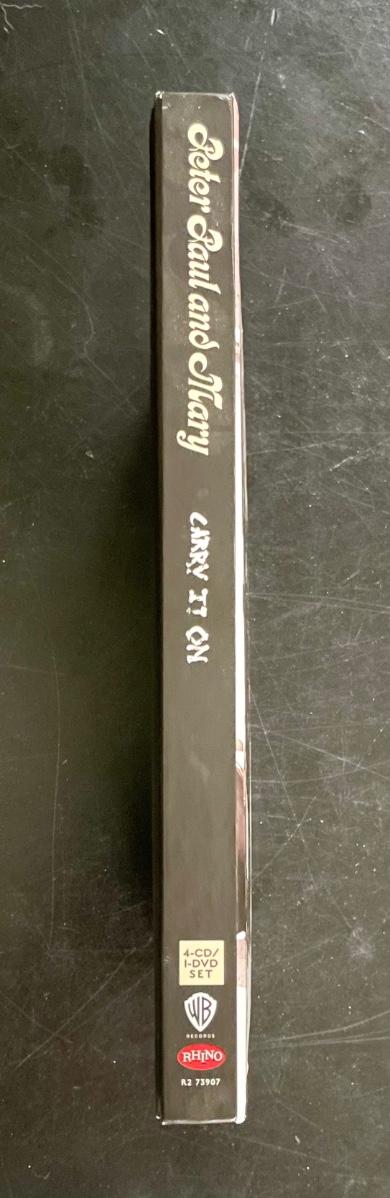 Peter Paul and Mary
CARRY IT ON
4-CD/
1-DVD
SET
WB
RECORDS
RHINO
R2 73907